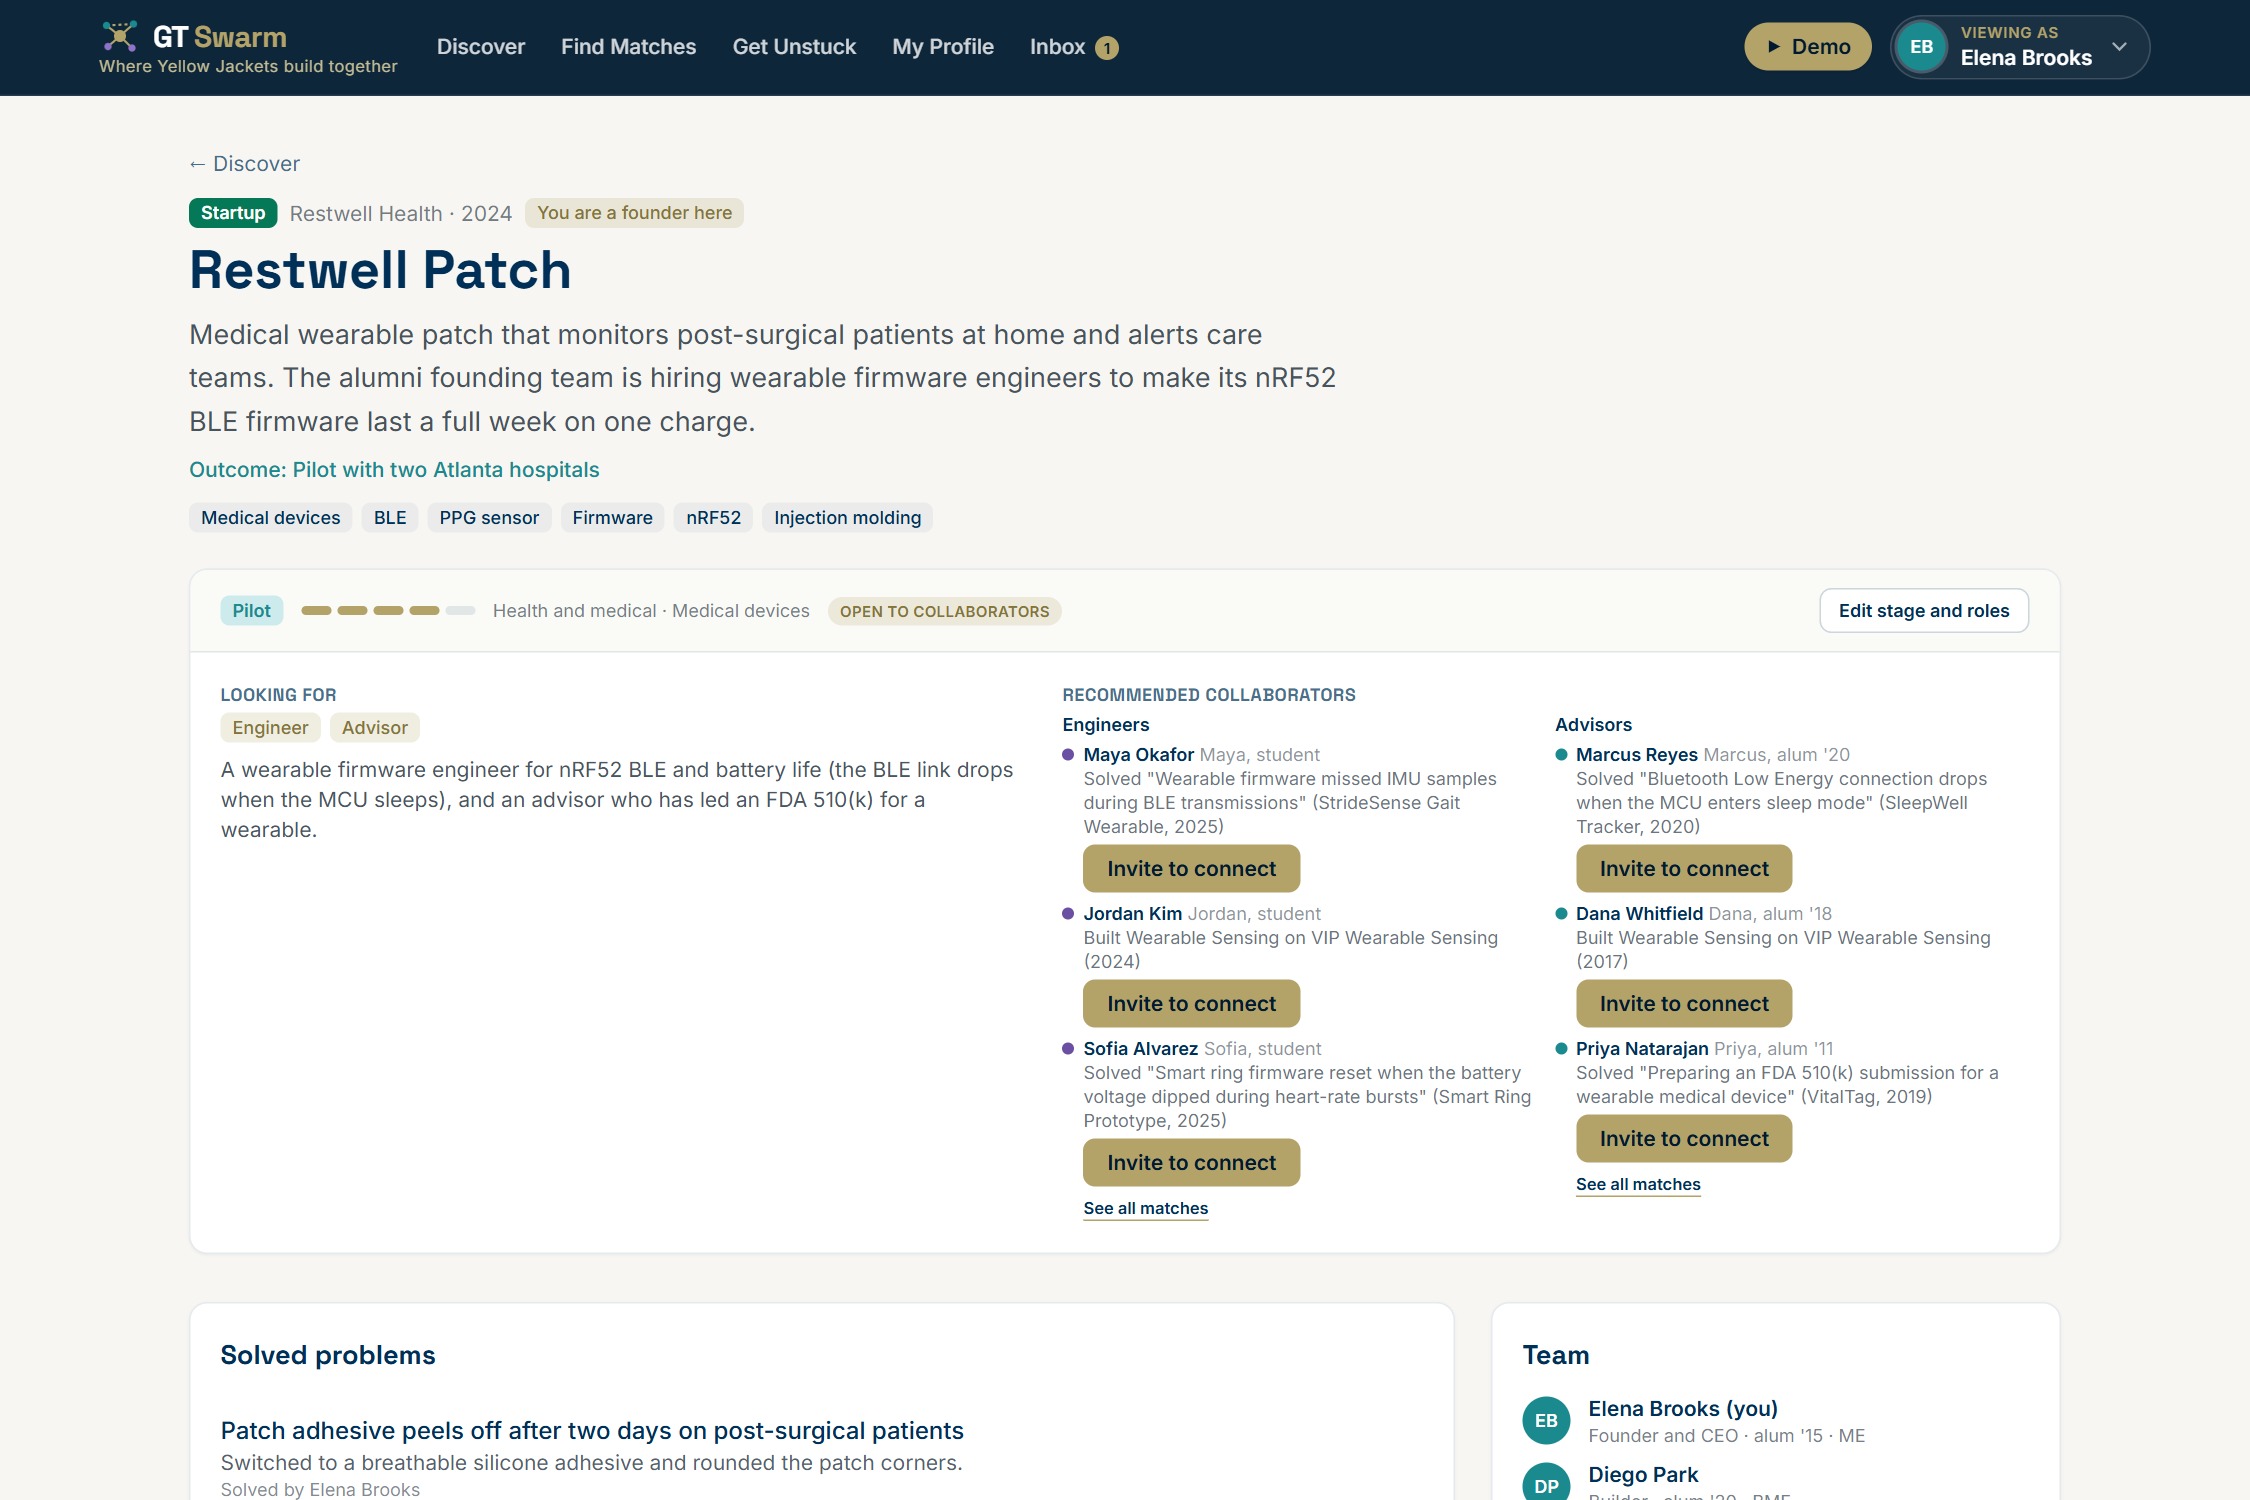 GT Swarm
Where Yellow Jackets build together
Discover
Find Matches
Get Unstuck
My Profile
Inbox 1
Demo
EB
VIEWING AS
Elena Brooks
← Discover
Startup
Restwell Health · 2024
You are a founder here
Restwell Patch
Medical wearable patch that monitors post-surgical patients at home and alerts care
teams. The alumni founding team is hiring wearable firmware engineers to make its nRF52
BLE firmware last a full week on one charge.
Outcome: Pilot with two Atlanta hospitals
Medical devices
BLE
PPG sensor
Firmware
nRF52
Injection molding
Pilot
Health and medical · Medical devices
OPEN TO COLLABORATORS
Edit stage and roles
LOOKING FOR
Engineer
Advisor
A wearable firmware engineer for nRF52 BLE and battery life (the BLE link drops
when the MCU sleeps), and an advisor who has led an FDA 510(k) for a
wearable.
RECOMMENDED COLLABORATORS
Engineers
Maya Okafor Maya, student
Solved "Wearable firmware missed IMU samples
during BLE transmissions" (StrideSense Gait
Wearable, 2025)
Invite to connect
Jordan Kim Jordan, student
Built Wearable Sensing on VIP Wearable Sensing
(2024)
Invite to connect
Sofia Alvarez Sofia, student
Solved "Smart ring firmware reset when the battery
voltage dipped during heart-rate bursts" (Smart Ring
Prototype, 2025)
Invite to connect
See all matches
Advisors
Marcus Reyes Marcus, alum '20
Solved "Bluetooth Low Energy connection drops
when the MCU enters sleep mode" (SleepWell
Tracker, 2020)
Invite to connect
Dana Whitfield Dana, alum '18
Built Wearable Sensing on VIP Wearable Sensing
(2017)
Invite to connect
Priya Natarajan Priya, alum '11
Solved "Preparing an FDA 510(k) submission for a
wearable medical device" (VitalTag, 2019)
Invite to connect
See all matches
Solved problems
Patch adhesive peels off after two days on post-surgical patients
Switched to a breathable silicone adhesive and rounded the patch corners.
Solved by Elena Brooks
Team
EB
Elena Brooks (you)
Founder and CEO · alum '15 · ME
DP
Diego Park
Builder · alum '20 · BME